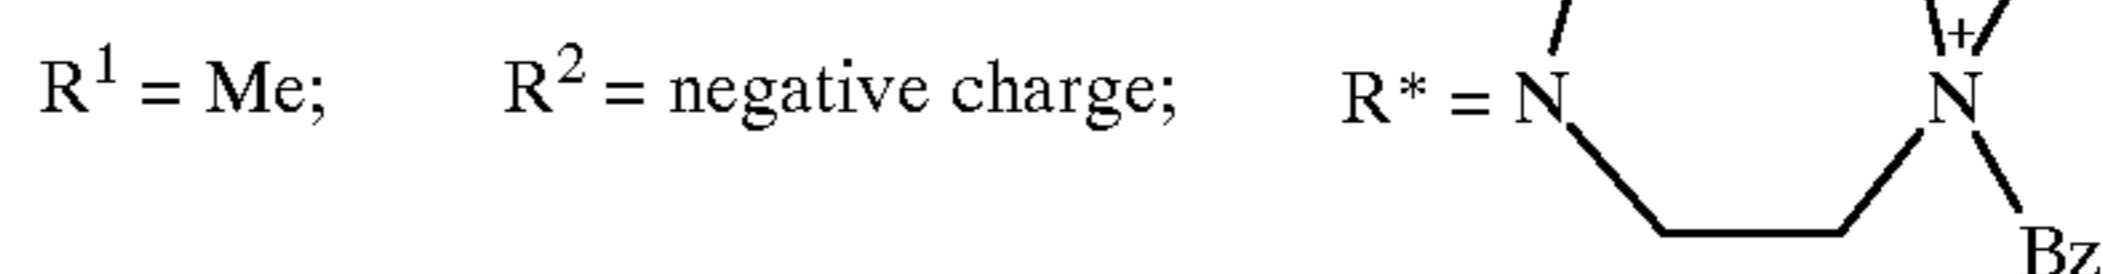 R¹ = Me; R² = negative charge; R* = N N⁺
Bz